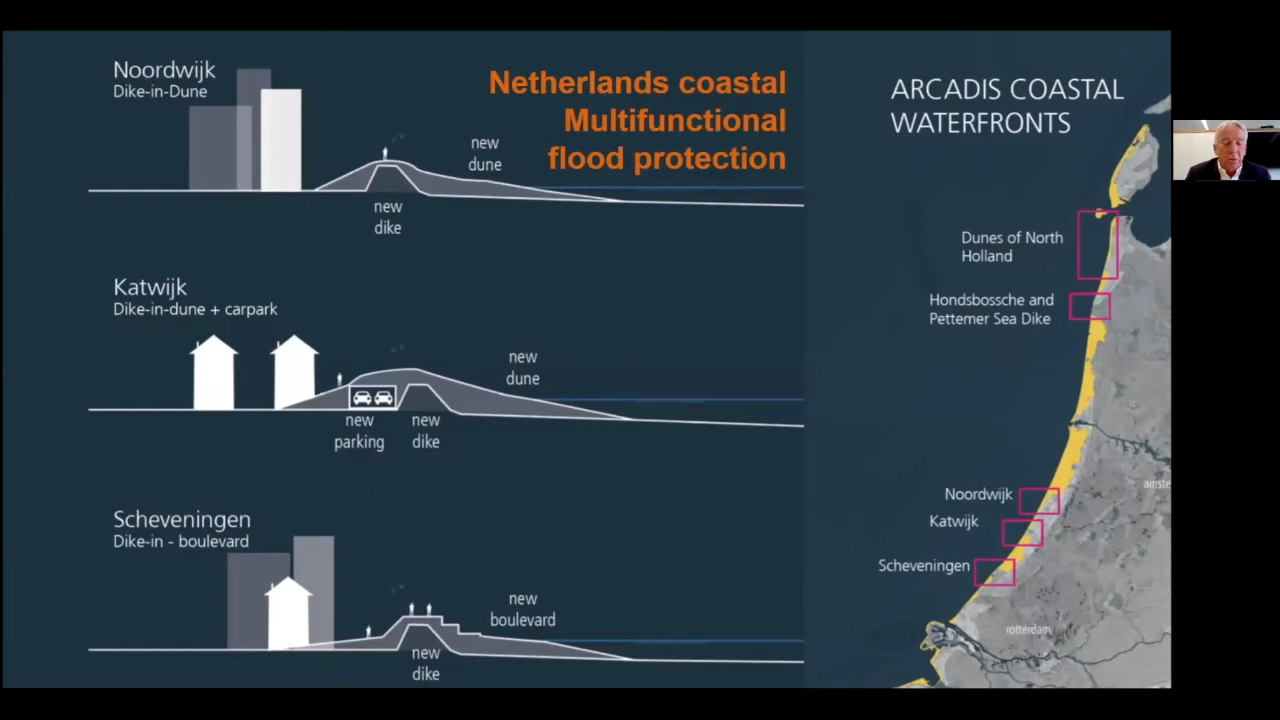 Noordwijk
Dike-in-Dune
Netherlands coastal
Multifunctional
flood protection
new
dune
new
dike
Katwijk
Dike-in-dune + carpark
new
dune
new
parking
new
dike
Scheveningen
Dike-in - boulevard
new
boulevard
new
dike
ARCADIS COASTAL
WATERFRONTS
Dunes of North
Holland
Hondsbossche and
Pettemer Sea Dike
amste
Noordwijk
Katwijk
Scheveningen
rotterdam